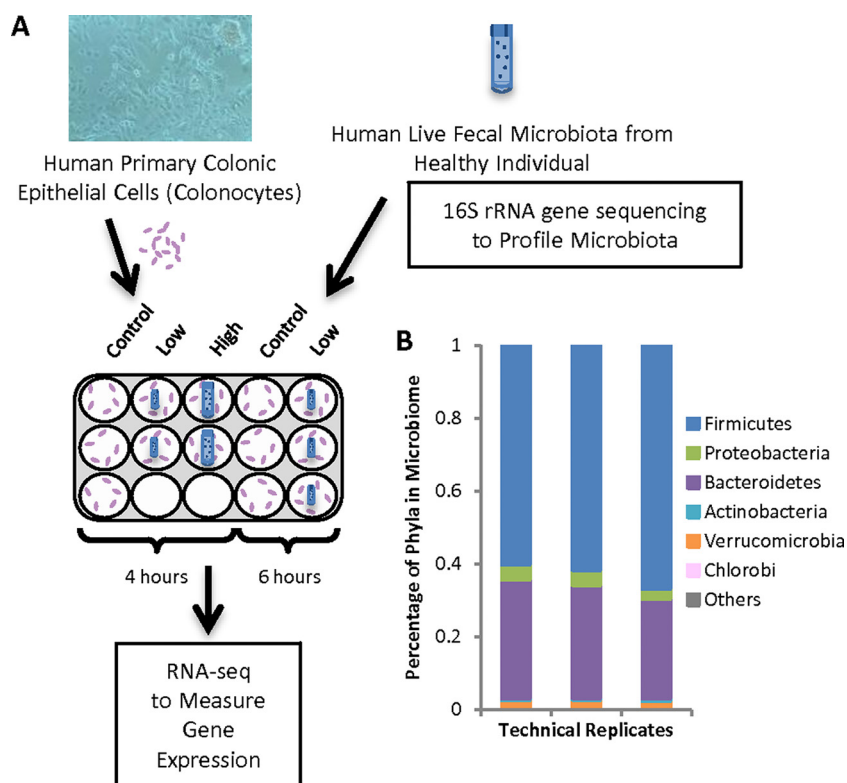 A
Human Primary Colonic
Epithelial Cells (Colonocytes)
Human Live Fecal Microbiota from
Healthy Individual
16S rRNA gene sequencing
to Profile Microbiota
Control
Low
High
Control
Low
4 hours
6 hours
RNA-seq
to Measure
Gene
Expression
B
Percentage of Phyla in Microbiome
1
0.8
0.6
0.4
0.2
0
Technical Replicates
Firmicutes
Proteobacteria
Bacteroidetes
Actinobacteria
Verrucomicrobia
Chlorobi
Others